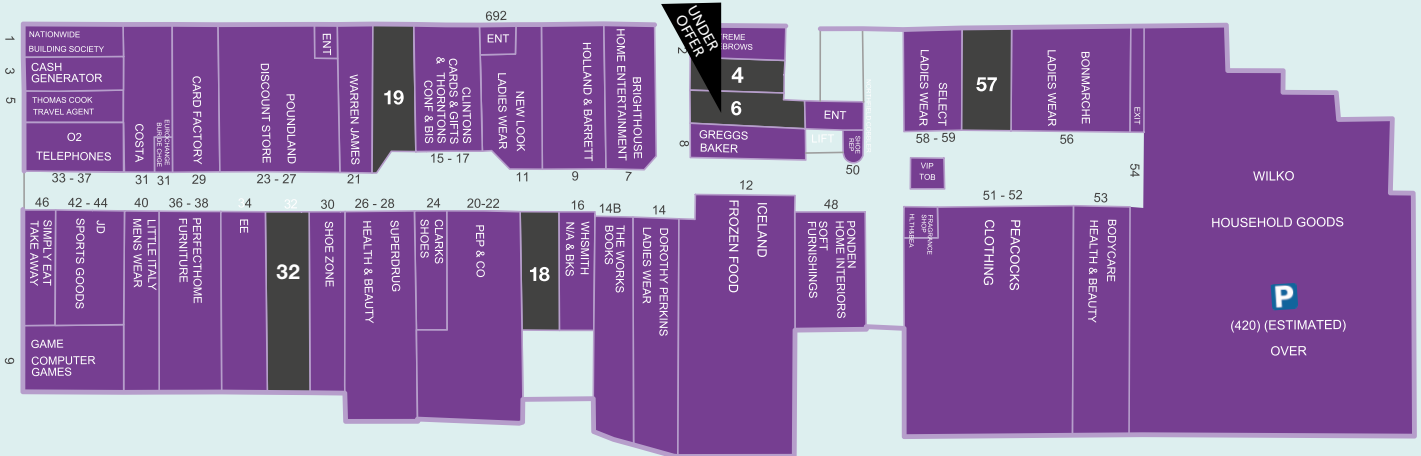 692
1
NATIONWIDE
BUILDING SOCIETY
3
CASH
GENERATOR
5
THOMAS COOK
TRAVEL AGENT
O2
TELEPHONES
33 - 37
COSTA
31
EUROCHANGE
31
CARD FACTORY
29
ENT
POUNDLAND
DISCOUNT STORE
23 - 27
WARREN JAMES
21
19
CLINTONS
CARDS & GIFTS
& THORNTONS
CONF & BIS
15 - 17
ENT
NEW LOOK
LADIES WEAR
11
HOLLAND & BARRETT
9
BRIGHTHOUSE
HOME ENTERTAINMENT
7
UNDER
OFFER
2
4
6
8
GREGGS
BAKER
ENT
LIFT
SHOE
REP
50
SELECT
LADIES WEAR
58 - 59
57
BONMARCHE
LADIES WEAR
56
EXIT
54
VIP
TOB
46
SIMPLY EAT
TAKE AWAY
42 - 44
JD
SPORTS GOODS
9
GAME
COMPUTER
GAMES
40
LITTLE ITALY
MENS WEAR
36 - 38
PERFECTHOME
FURNITURE
34
EE
32
32
30
SHOE ZONE
26 - 28
SUPERDRUG
HEALTH & BEAUTY
24
CLARKS
SHOES
20-22
PEP & CO
18
16
WHSMITH
N/A & BKS
14B
THE WORKS
BOOKS
14
DOROTHY PERKINS
LADIES WEAR
12
ICELAND
FROZEN FOOD
48
PONDEN
HOME INTERIORS
SOFT
FURNISHINGS
FRAGRANCE
SHOP
HLTH&BEA
51 - 52
PEACOCKS
CLOTHING
53
BODYCARE
HEALTH & BEAUTY
WILKO
HOUSEHOLD GOODS
P
(420) (ESTIMATED)
OVER